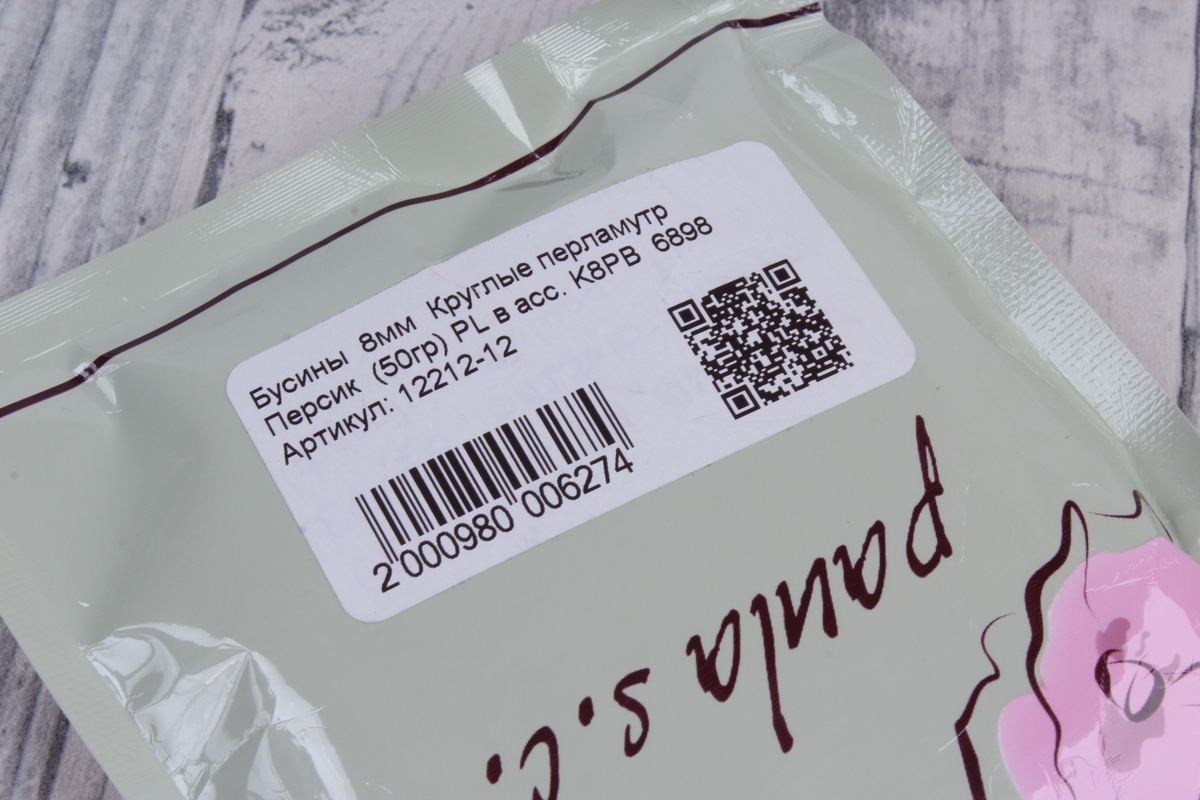 Бусины 8мм Круглые перламутр
Персик (50гр) PL в асс. K8PB 6898
Артикул: 12212-12
2 000980 006274
paula s.c.